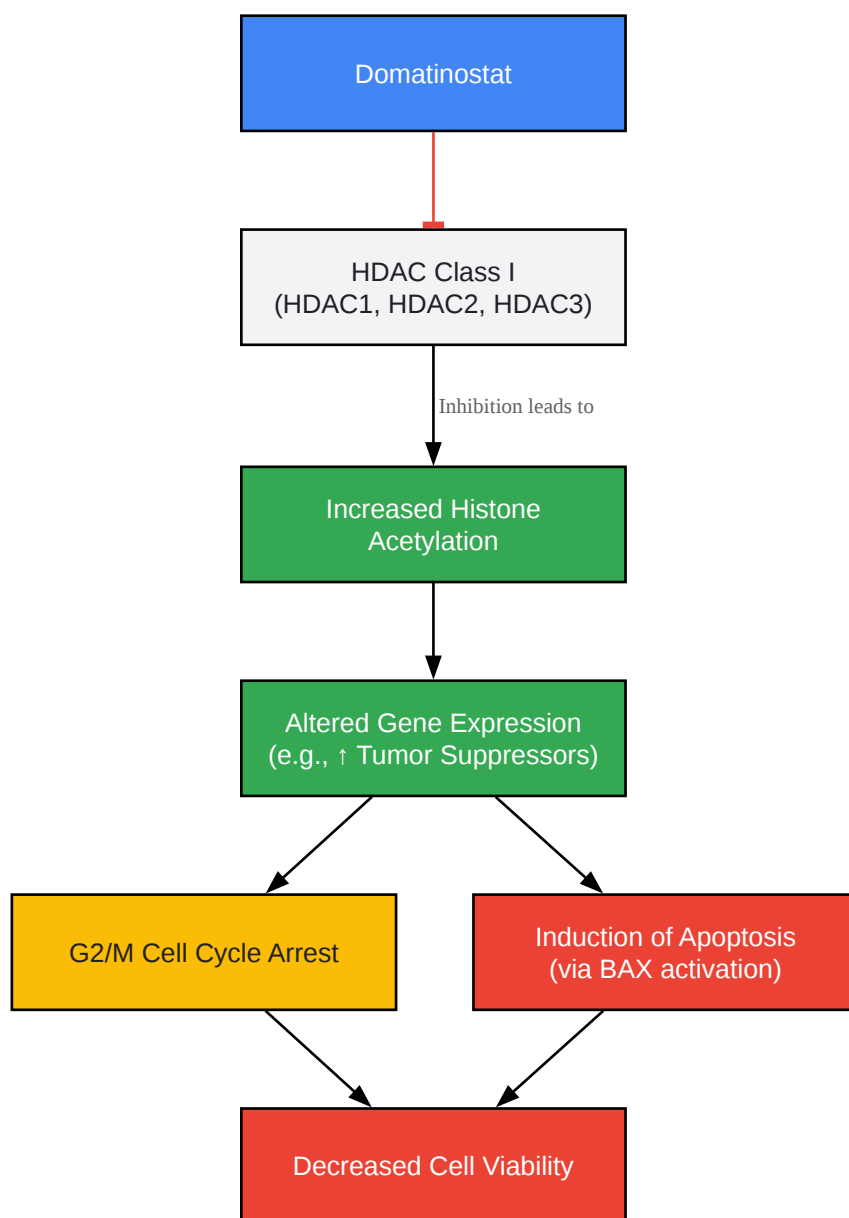 Domatinostat
HDAC Class I
(HDAC1, HDAC2, HDAC3)
Inhibition leads to
Increased Histone
Acetylation
Altered Gene Expression
(e.g., ↑ Tumor Suppressors)
G2/M Cell Cycle Arrest
Induction of Apoptosis
(via BAX activation)
Decreased Cell Viability